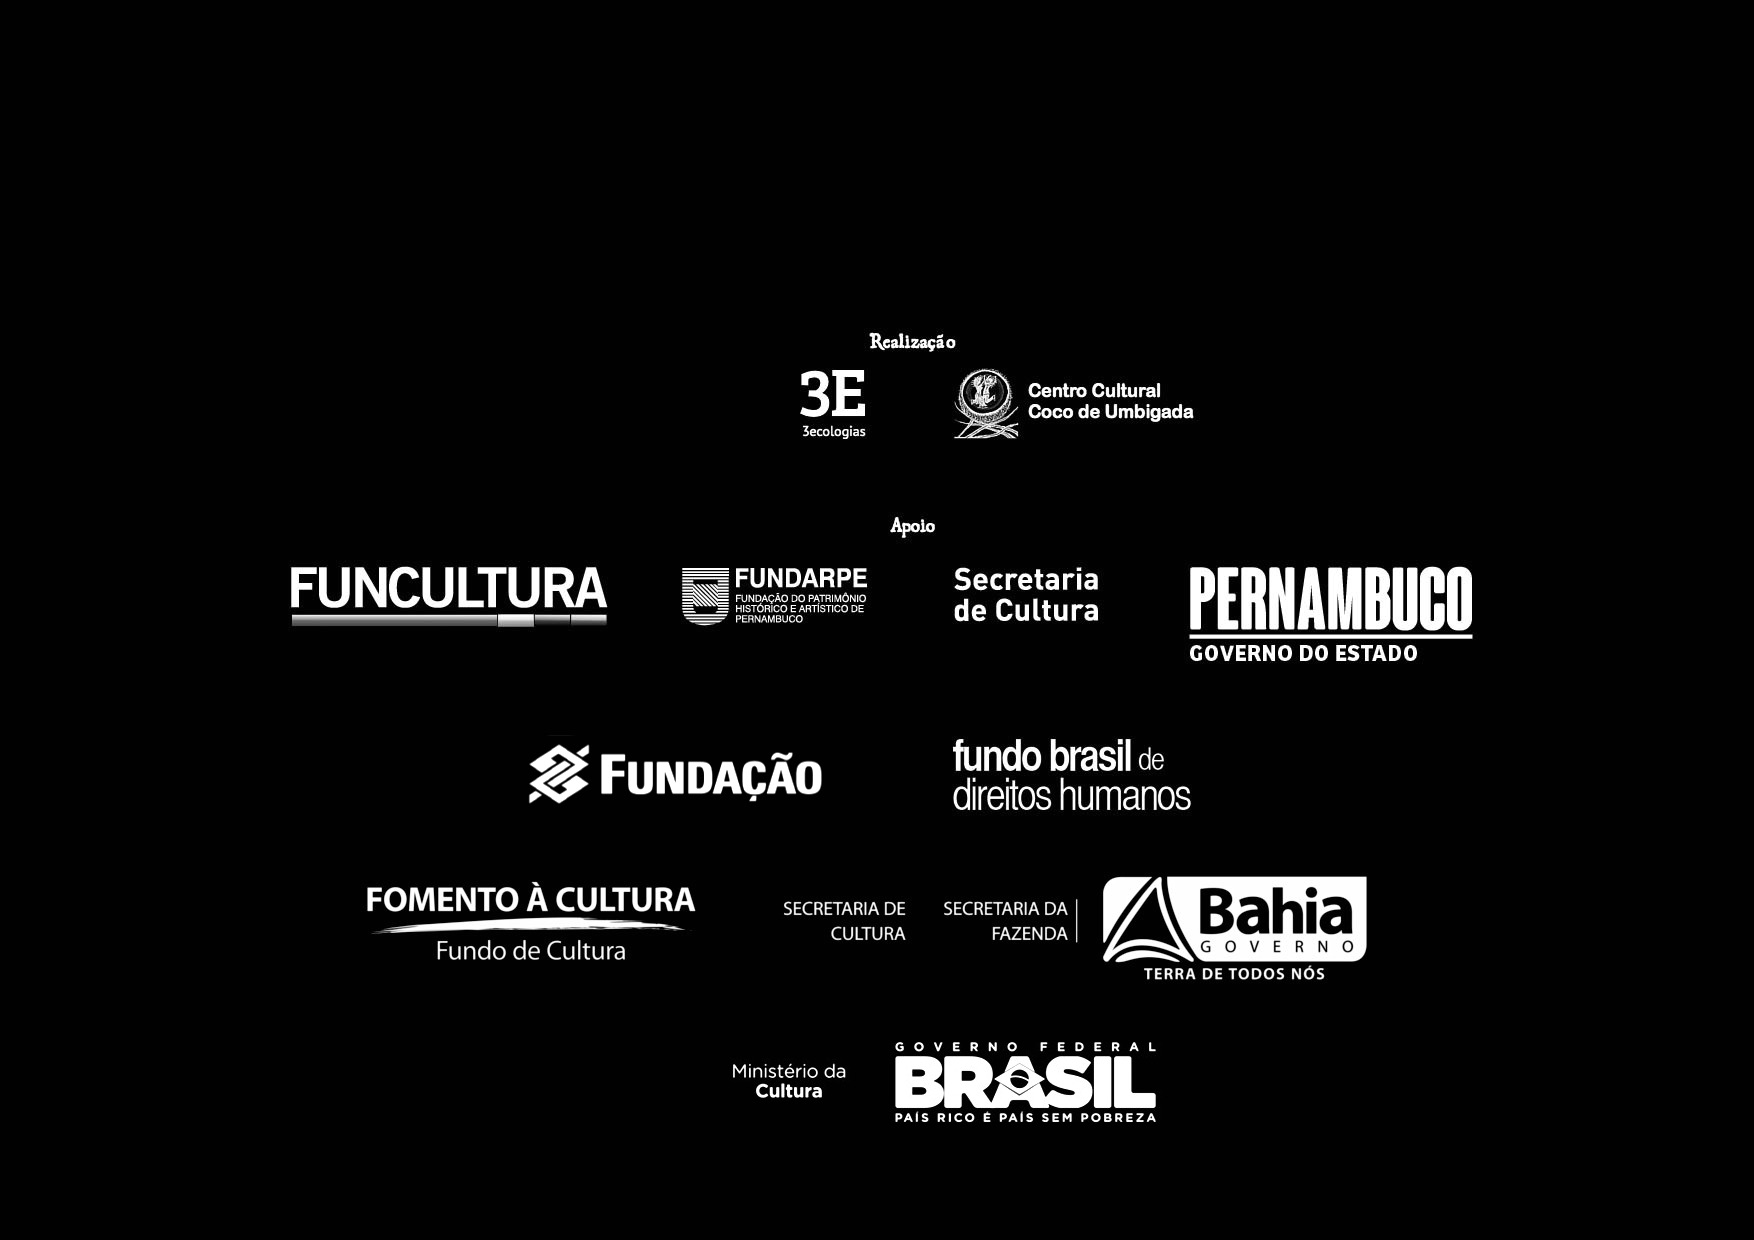 Realização
3E
3ecologias
Centro Cultural
Coco de Umbigada
Apoio
FUNCULTURA
FUNDARPE
FUNDAÇÃO DO PATRIMÔNIO
HISTÓRICO E ARTÍSTICO DE
PERNAMBUCO
Secretaria
de Cultura
PERNAMBUCO
GOVERNO DO ESTADO
FUNDAÇÃO
fundo brasil de
direitos humanos
FOMENTO À CULTURA
Fundo de Cultura
SECRETARIA DE
CULTURA
SECRETARIA DA
FAZENDA
Bahia
GOVERNO
TERRA DE TODOS NÓS
Ministério da
Cultura
GOVERNO FEDERAL
BRASIL
PAÍS RICO É PAÍS SEM POBREZA